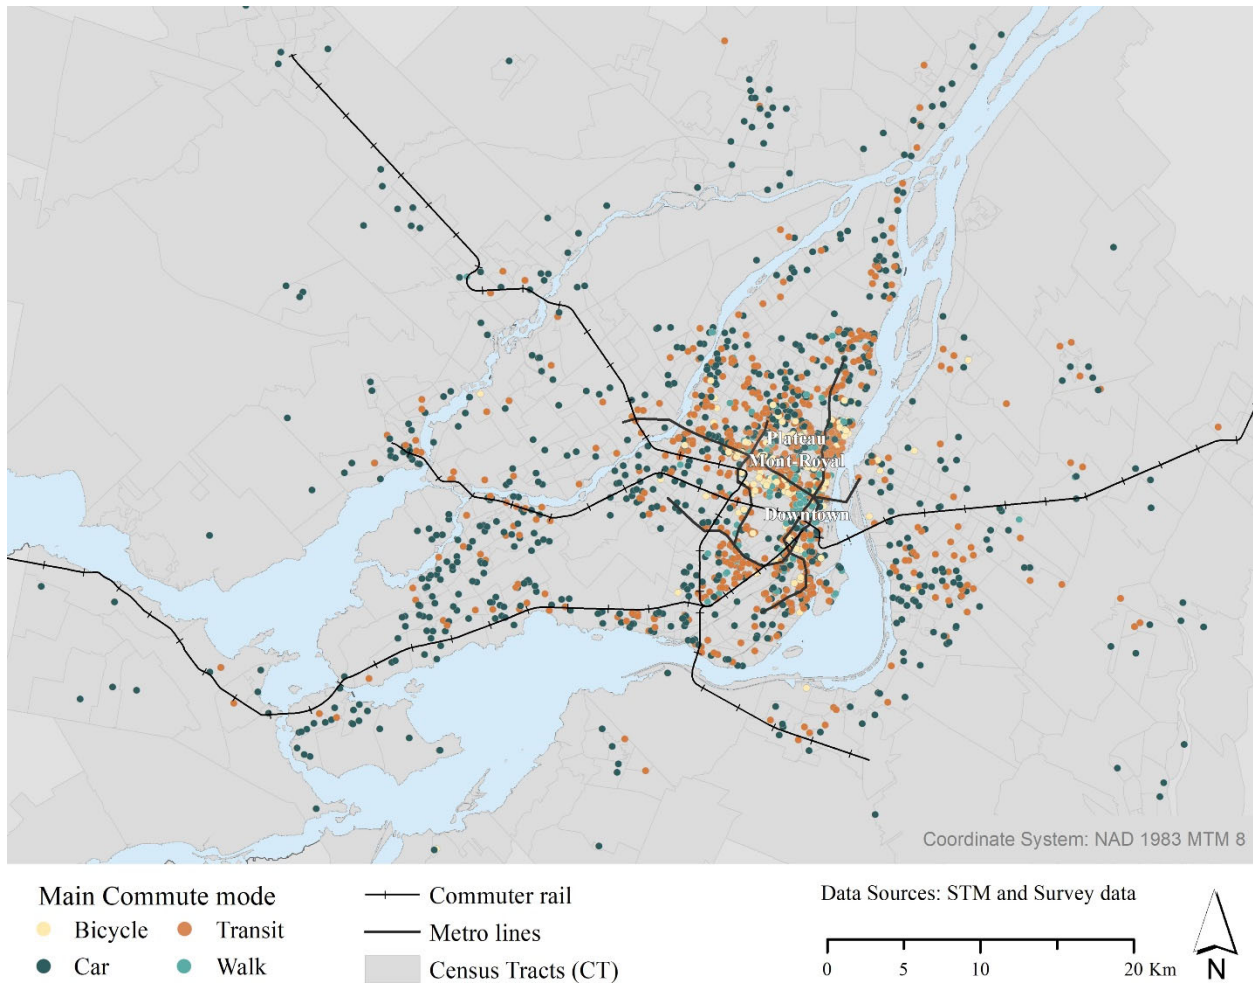 Plateau
Mont-Royal
Downtown
Coordinate System: NAD 1983 MTM 8
Main Commute mode
Bicycle
Transit
Car
Walk
Commuter rail
Metro lines
Census Tracts (CT)
Data Sources: STM and Survey data
0 5 10 20 Km
N